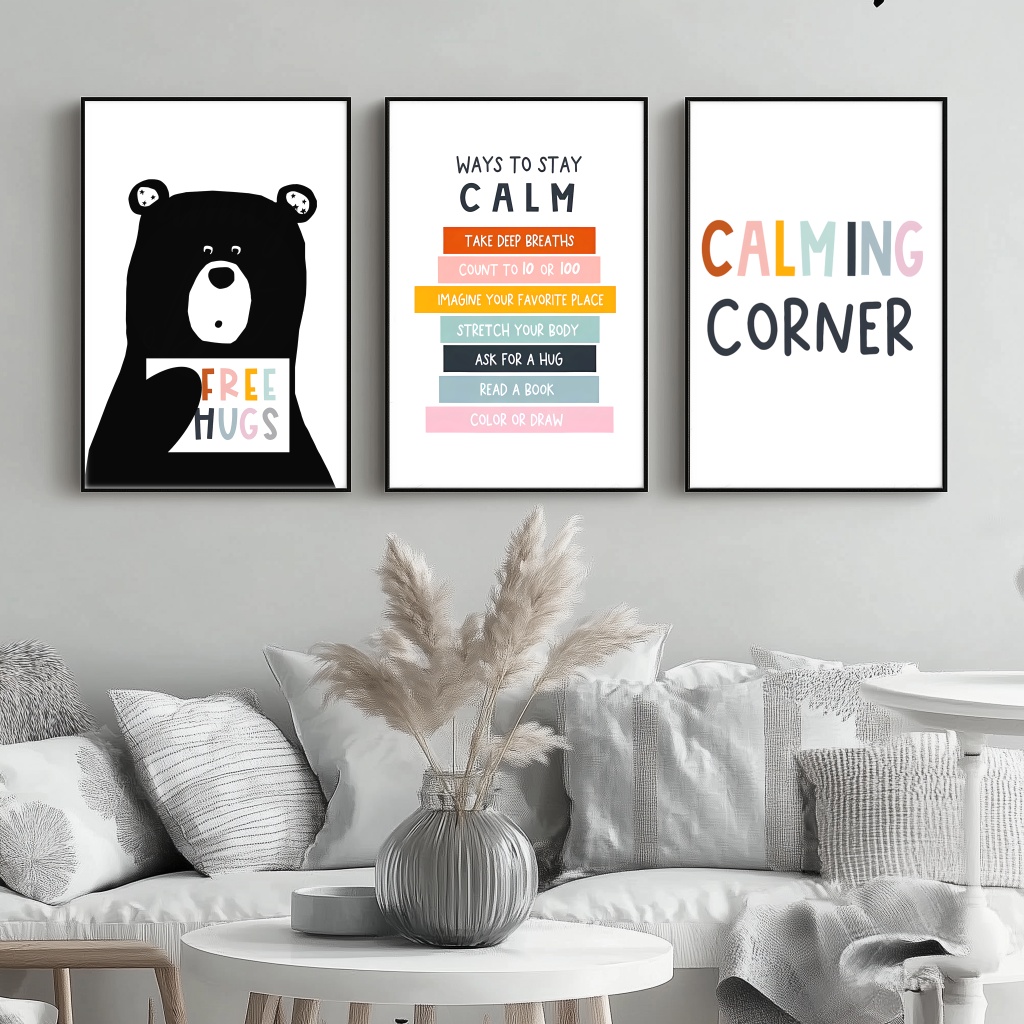 FREE
HUGS
WAYS TO STAY
CALM
TAKE DEEP BREATHS
COUNT TO 10 OR 100
IMAGINE YOUR FAVORITE PLACE
STRETCH YOUR BODY
ASK FOR A HUG
READ A BOOK
COLOR OR DRAW
CALMING
CORNER